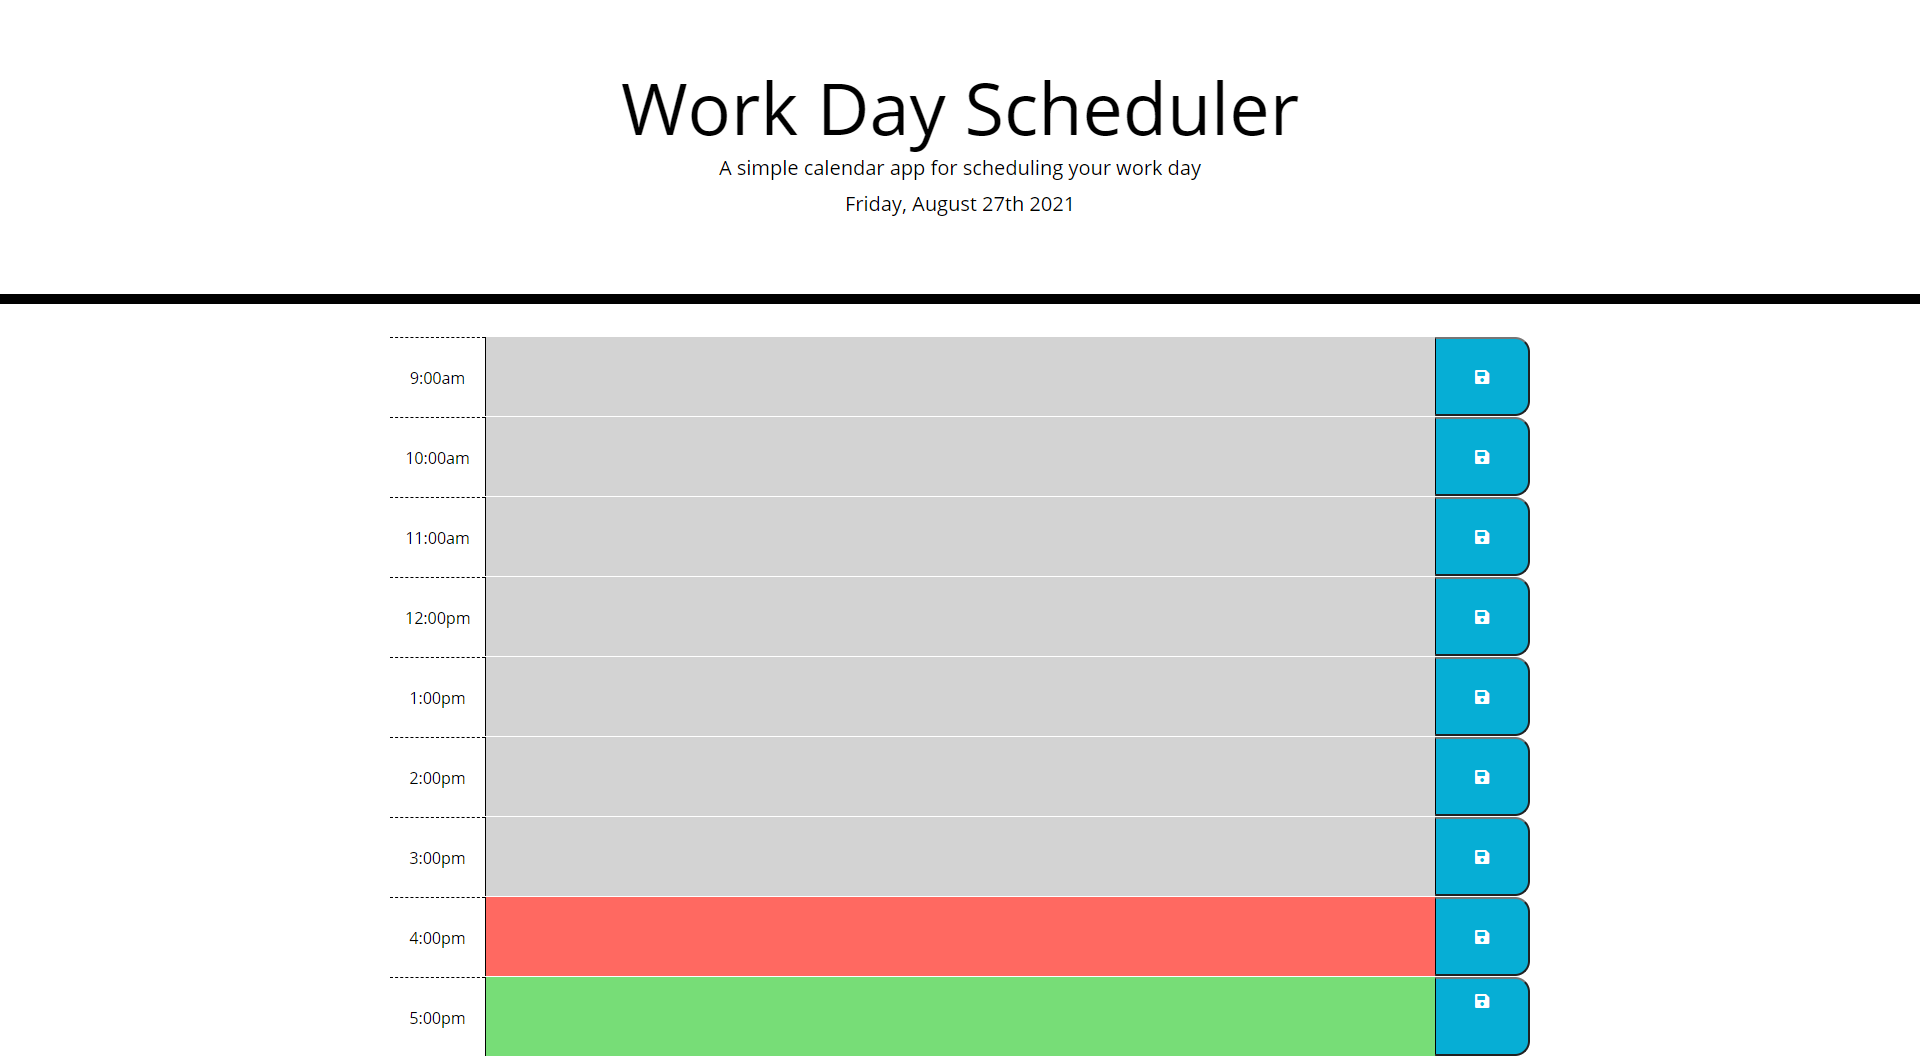 Work Day Scheduler
A simple calendar app for scheduling your work day
Friday, August 27th 2021
9:00am
10:00am
11:00am
12:00pm
1:00pm
2:00pm
3:00pm
4:00pm
5:00pm